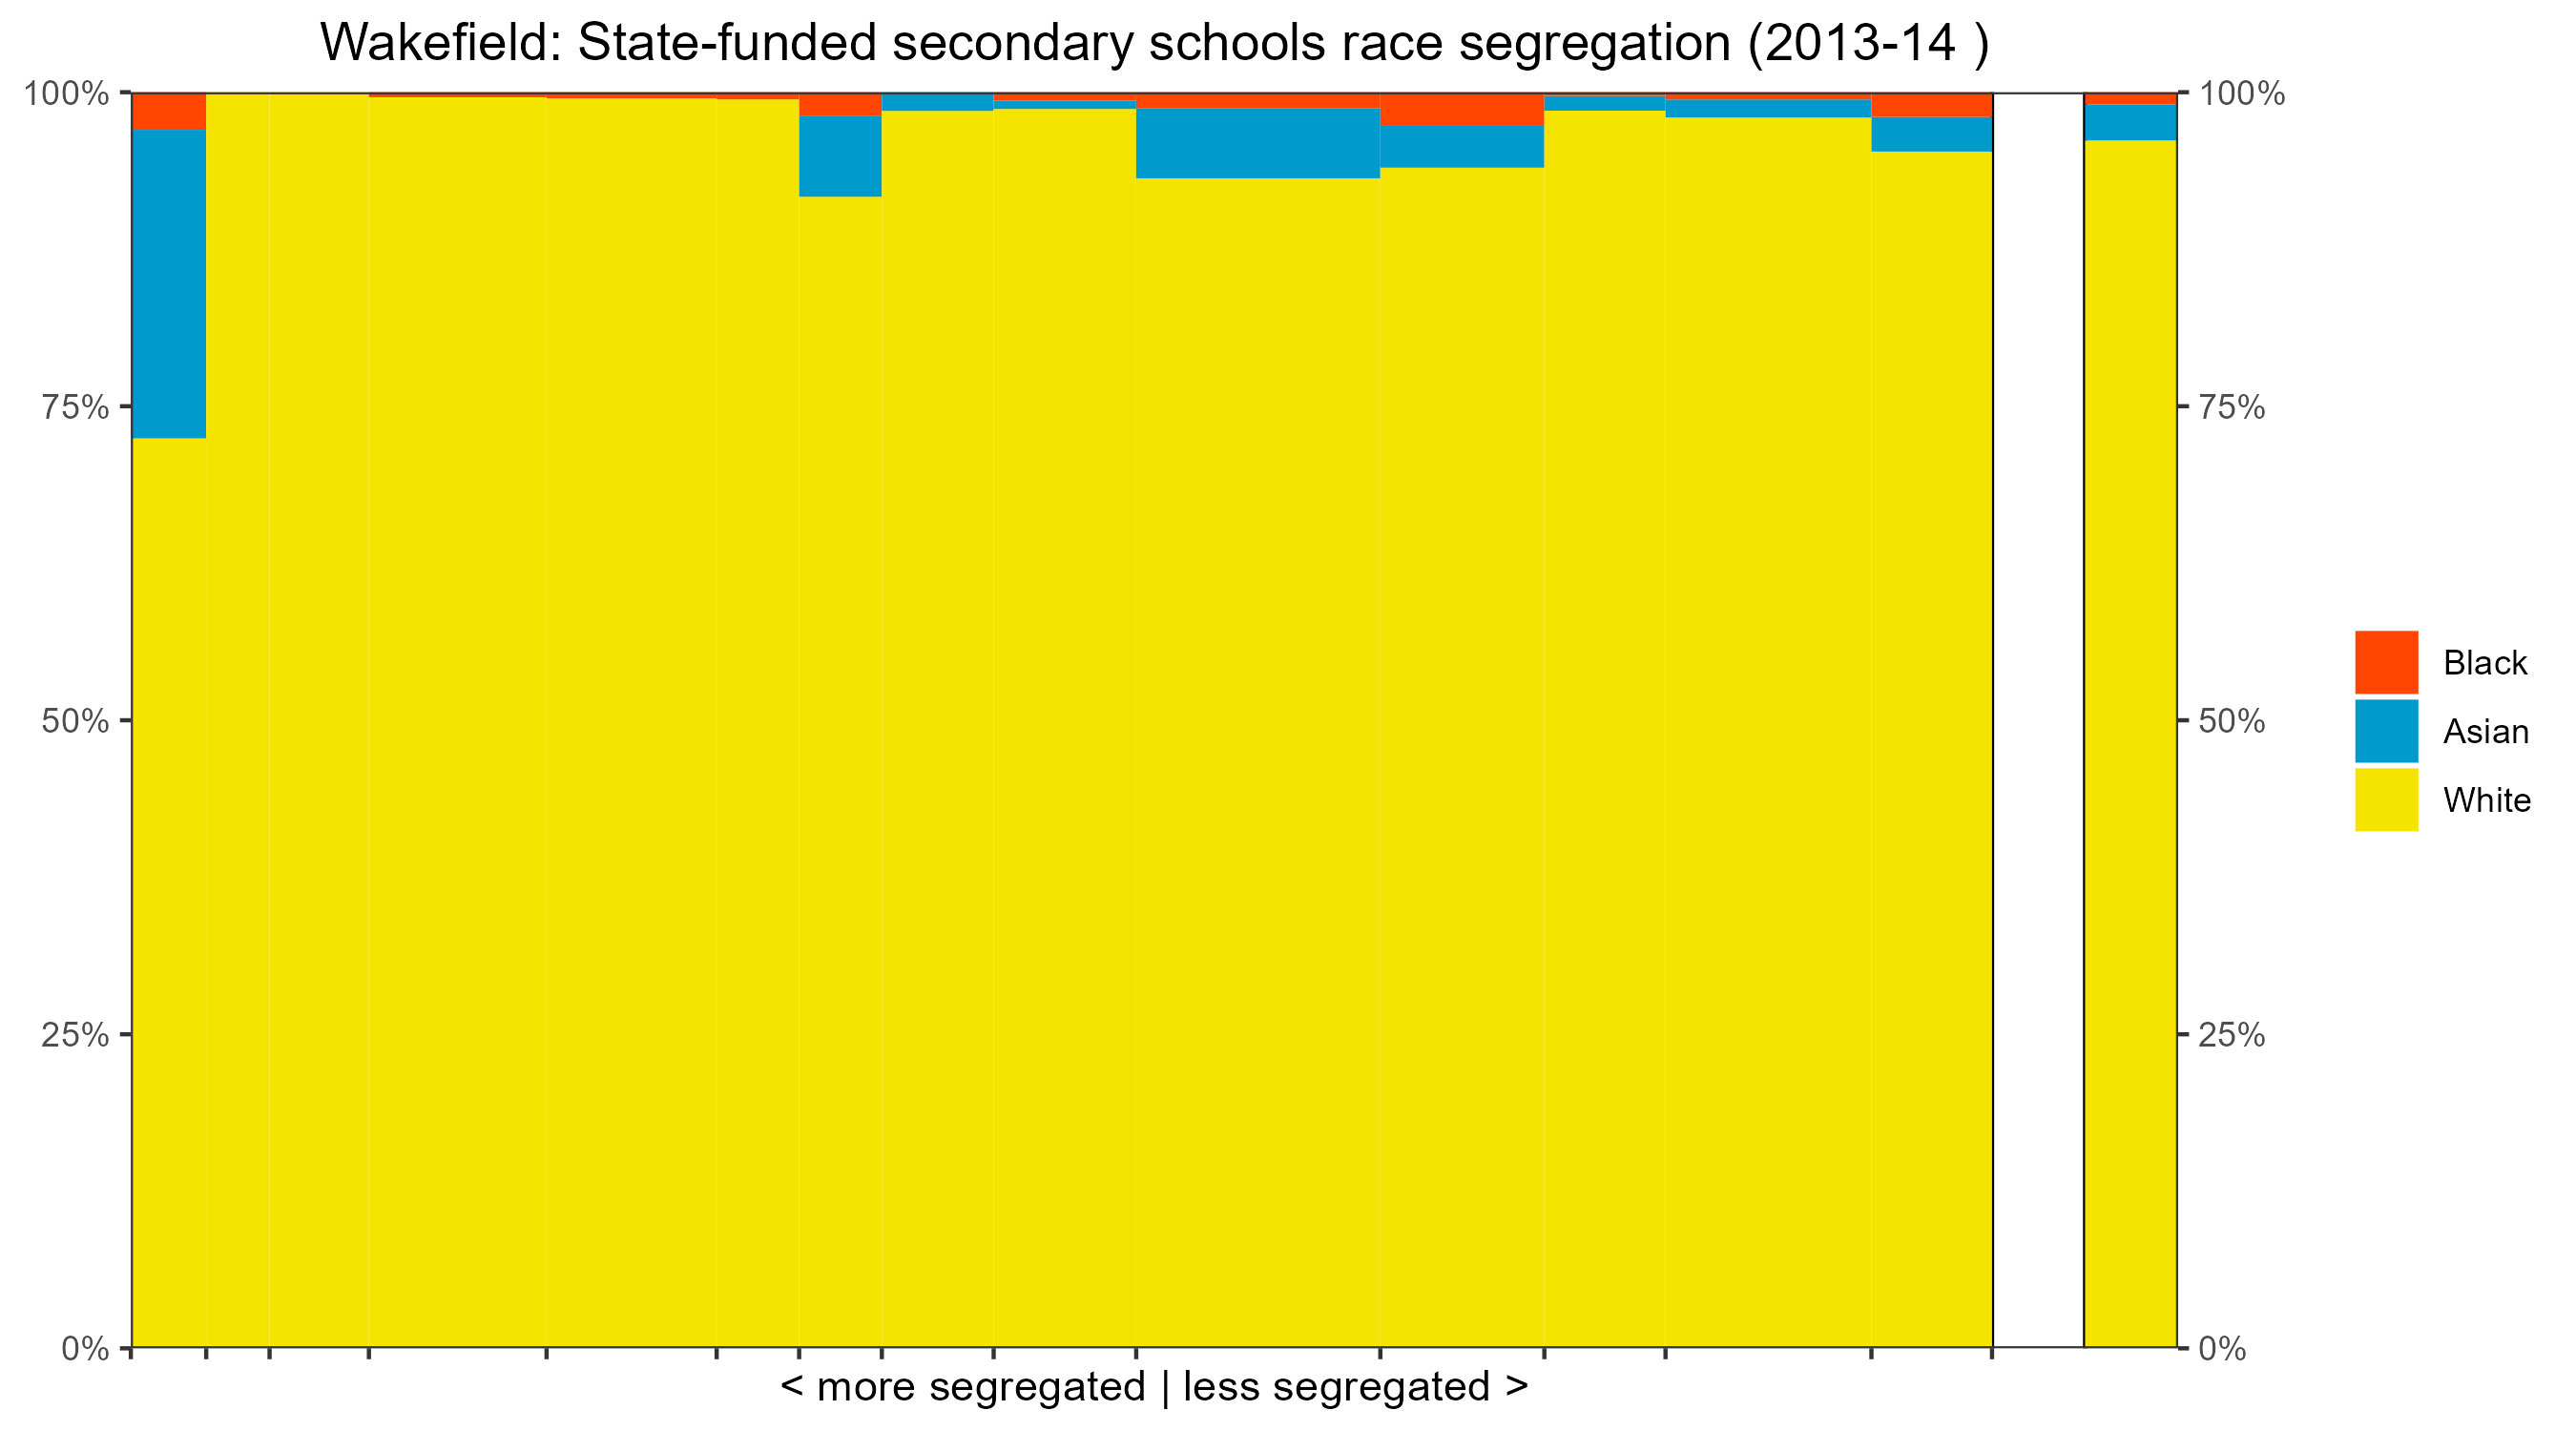 Wakefield: State-funded secondary schools race segregation (2013-14 )
100%
75%
50%
25%
0%
100%
75%
50%
25%
0%
Black
Asian
White
< more segregated | less segregated >